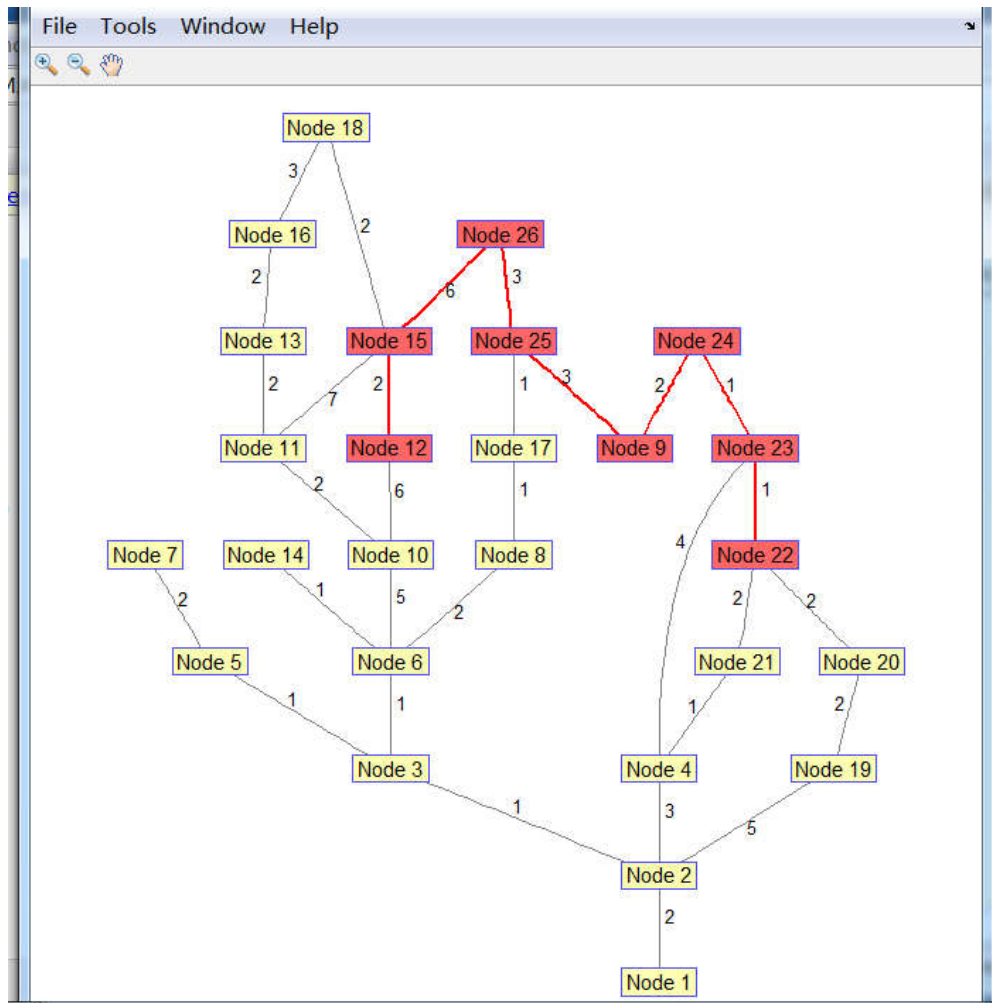 File Tools Window Help
Node 18
3
2
Node 16
Node 26
2
6
3
Node 13
Node 15
Node 25
Node 24
2
7
2
1
3
2
1
Node 11
Node 12
Node 17
Node 9
Node 23
2
6
1
1
4
Node 7
Node 14
Node 10
Node 8
Node 22
2
1
5
2
2
2
Node 5
Node 6
Node 21
Node 20
1
1
1
2
Node 3
Node 4
Node 19
1
3
5
Node 2
2
Node 1